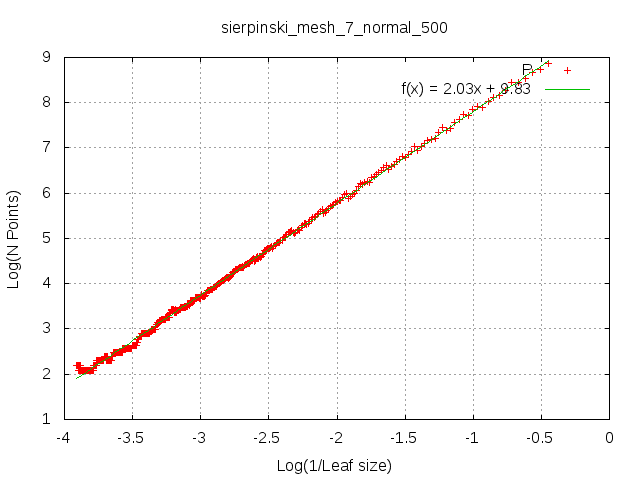 sierpinski_mesh_7_normal_500
9
8
7
6
5
4
3
2
1
Log(N Points)
P
f(x) = 2.03x + 9.83
-4 -3.5 -3 -2.5 -2 -1.5 -1 -0.5 0
Log(1/Leaf size)